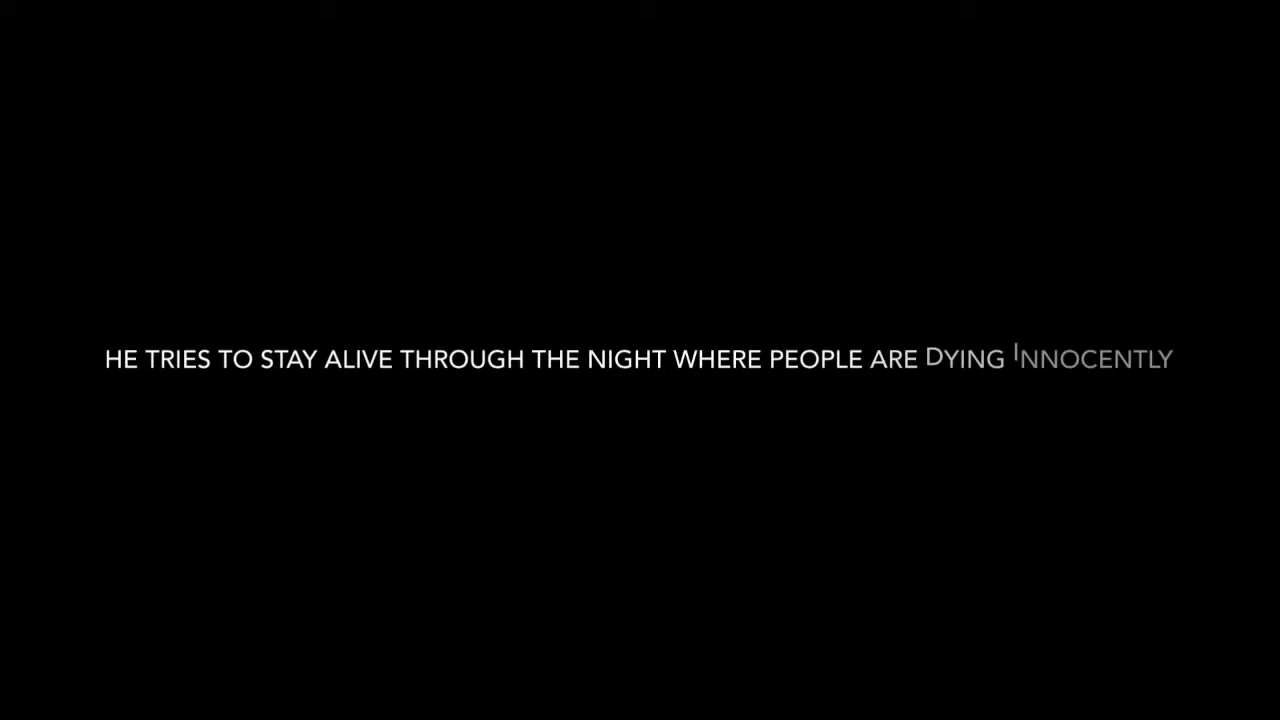 HE TRIES TO STAY ALIVE THROUGH THE NIGHT WHERE PEOPLE ARE DYING INNOCENTLY